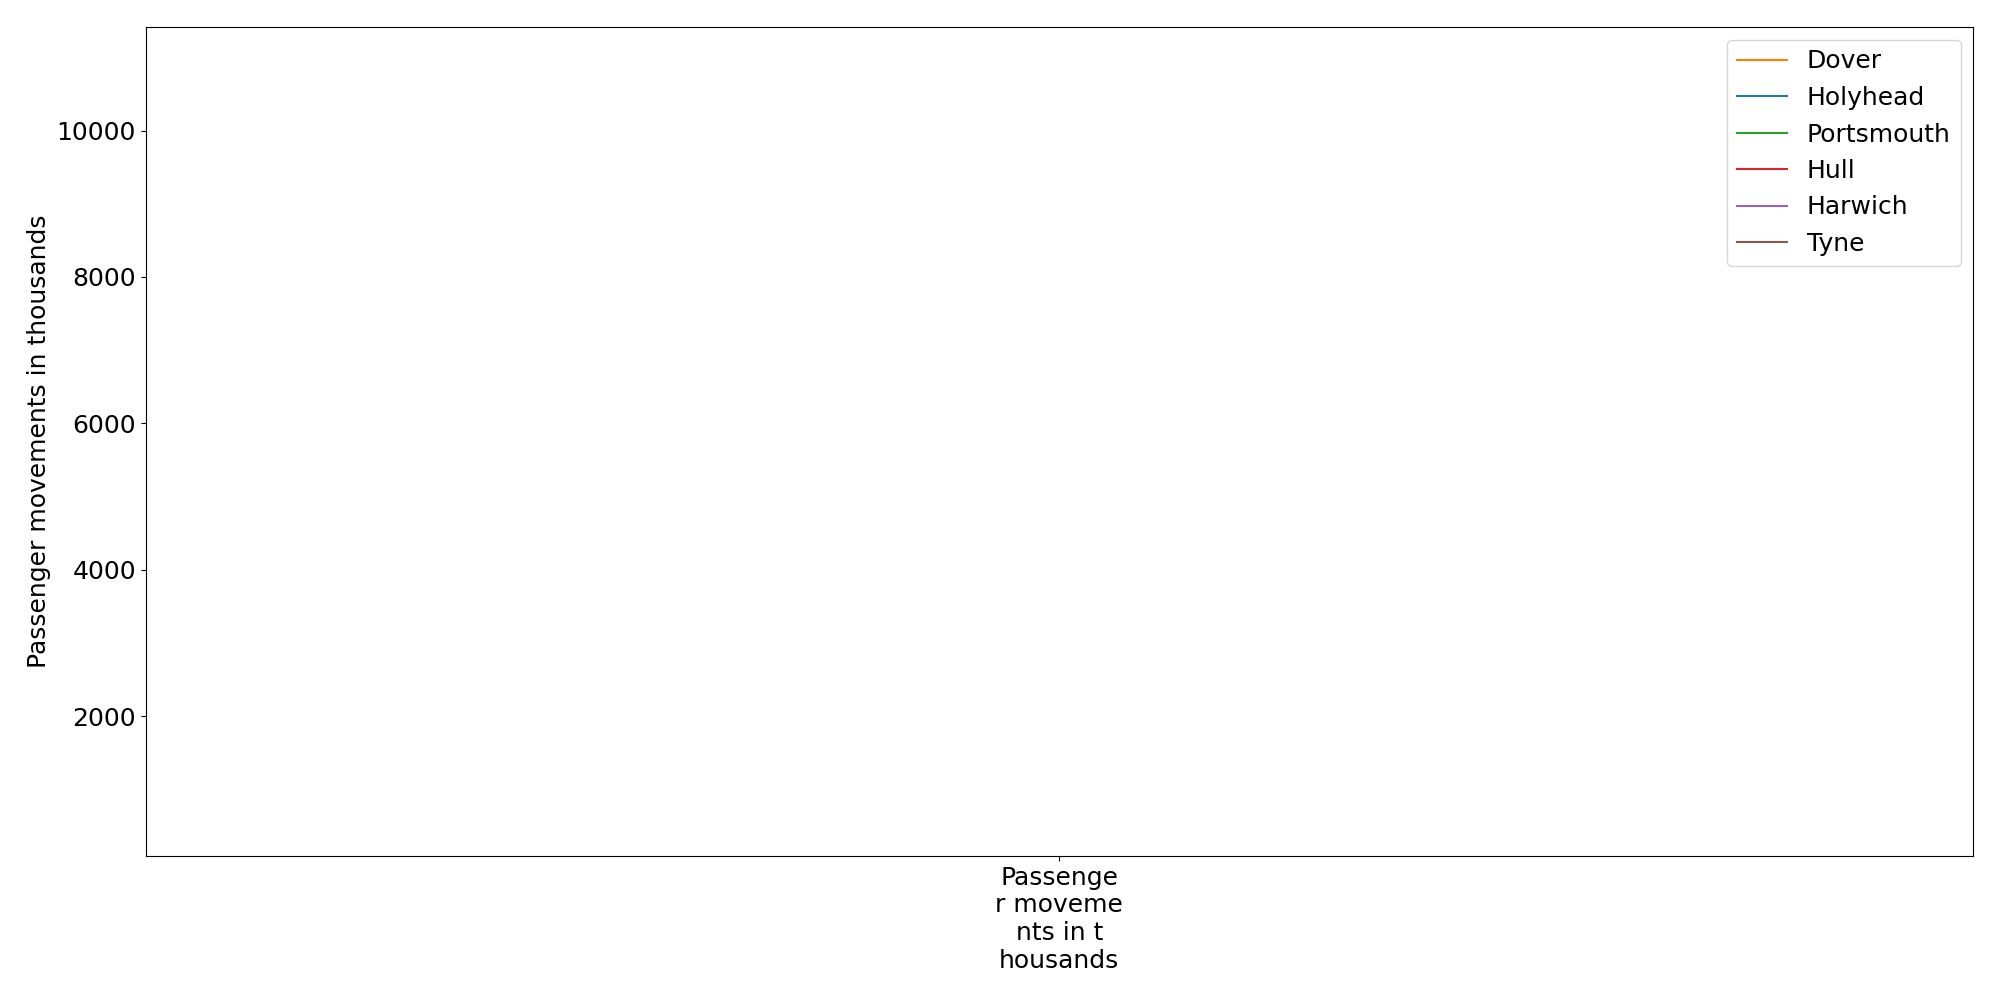 Dover
Holyhead
Portsmouth
Hull
Harwich
Tyne
10000
8000
6000
4000
2000
Passenger movements in thousands
Passenge
r moveme
nts in t
housands